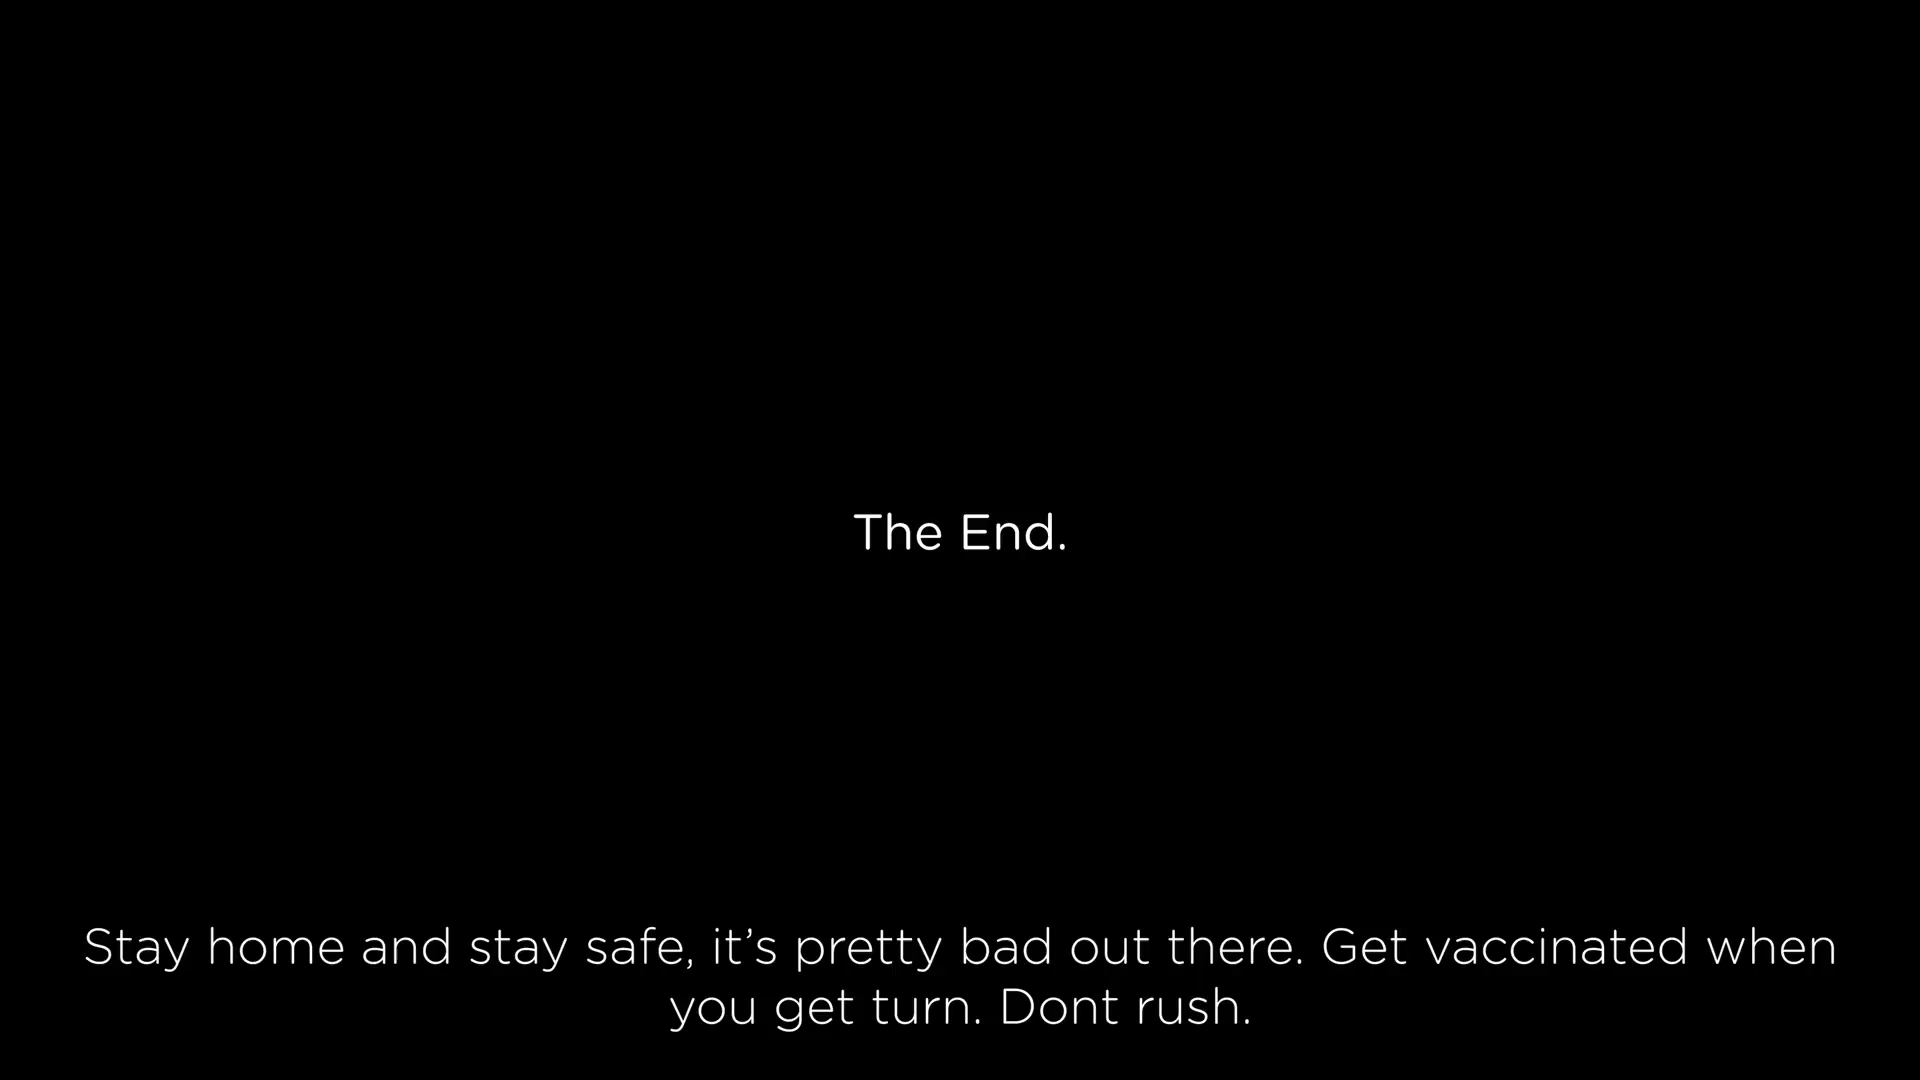 The End.
Stay home and stay safe, it’s pretty bad out there. Get vaccinated when
you get turn. Dont rush.